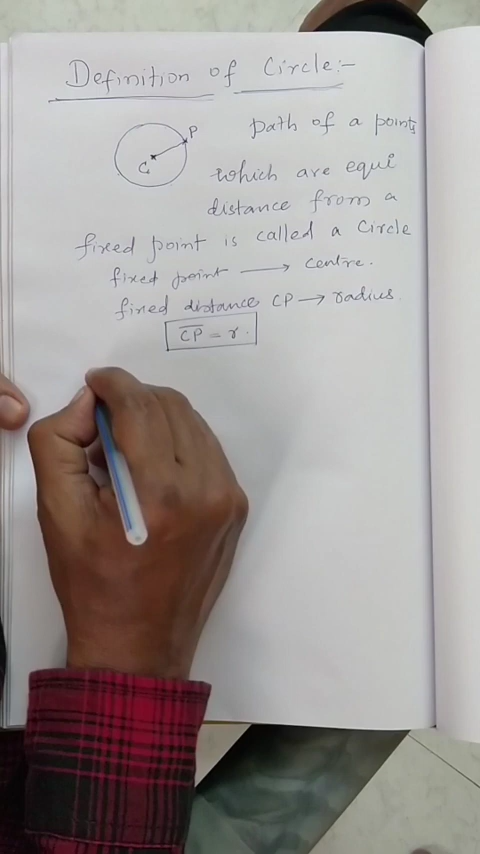 Definition of Circle:-
P
C
path of a points
which are equi
distance from a
fixed point is called a circle
fixed point → centre.
fixed distance CP → radius.
CP = r.